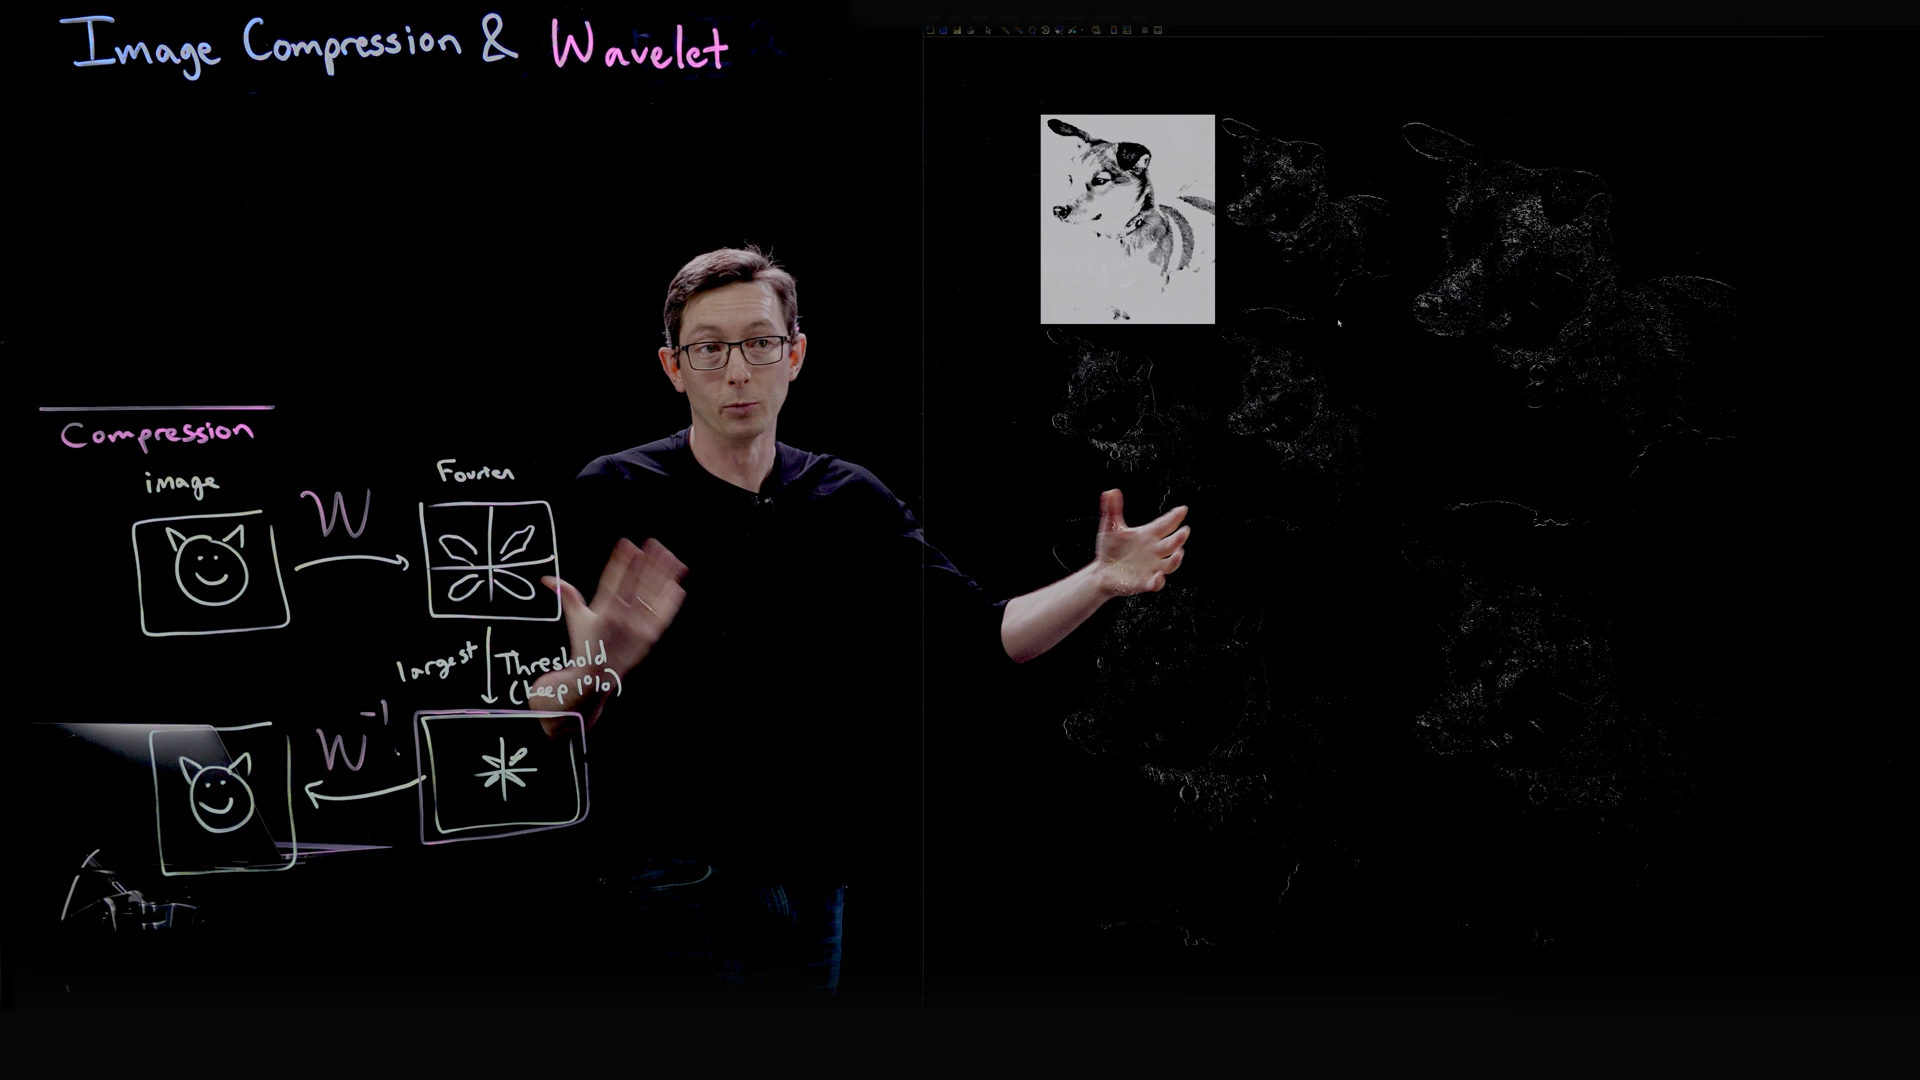 Image Compression & Wavelet
Compression
image
W
Fourier
largest
Threshold
(keep 1%)
W⁻¹